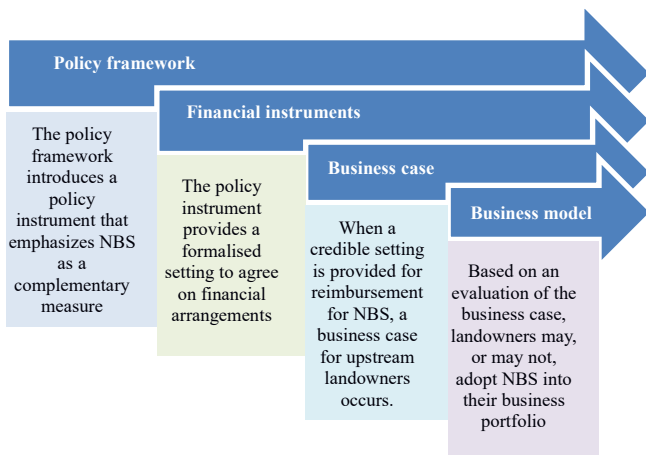 Policy framework
The policy
framework
introduces a
policy
instrument that
emphasizes NBS
as a
complementary
measure
Financial instruments
The policy
instrument
provides a
formalised
setting to agree
on financial
arrangements
Business case
When a
credible setting
is provided for
reimbursement
for NBS, a
business case
for upstream
landowners
occurs.
Business model
Based on an
evaluation of the
business case,
landowners may,
or may not,
adopt NBS into
their business
portfolio